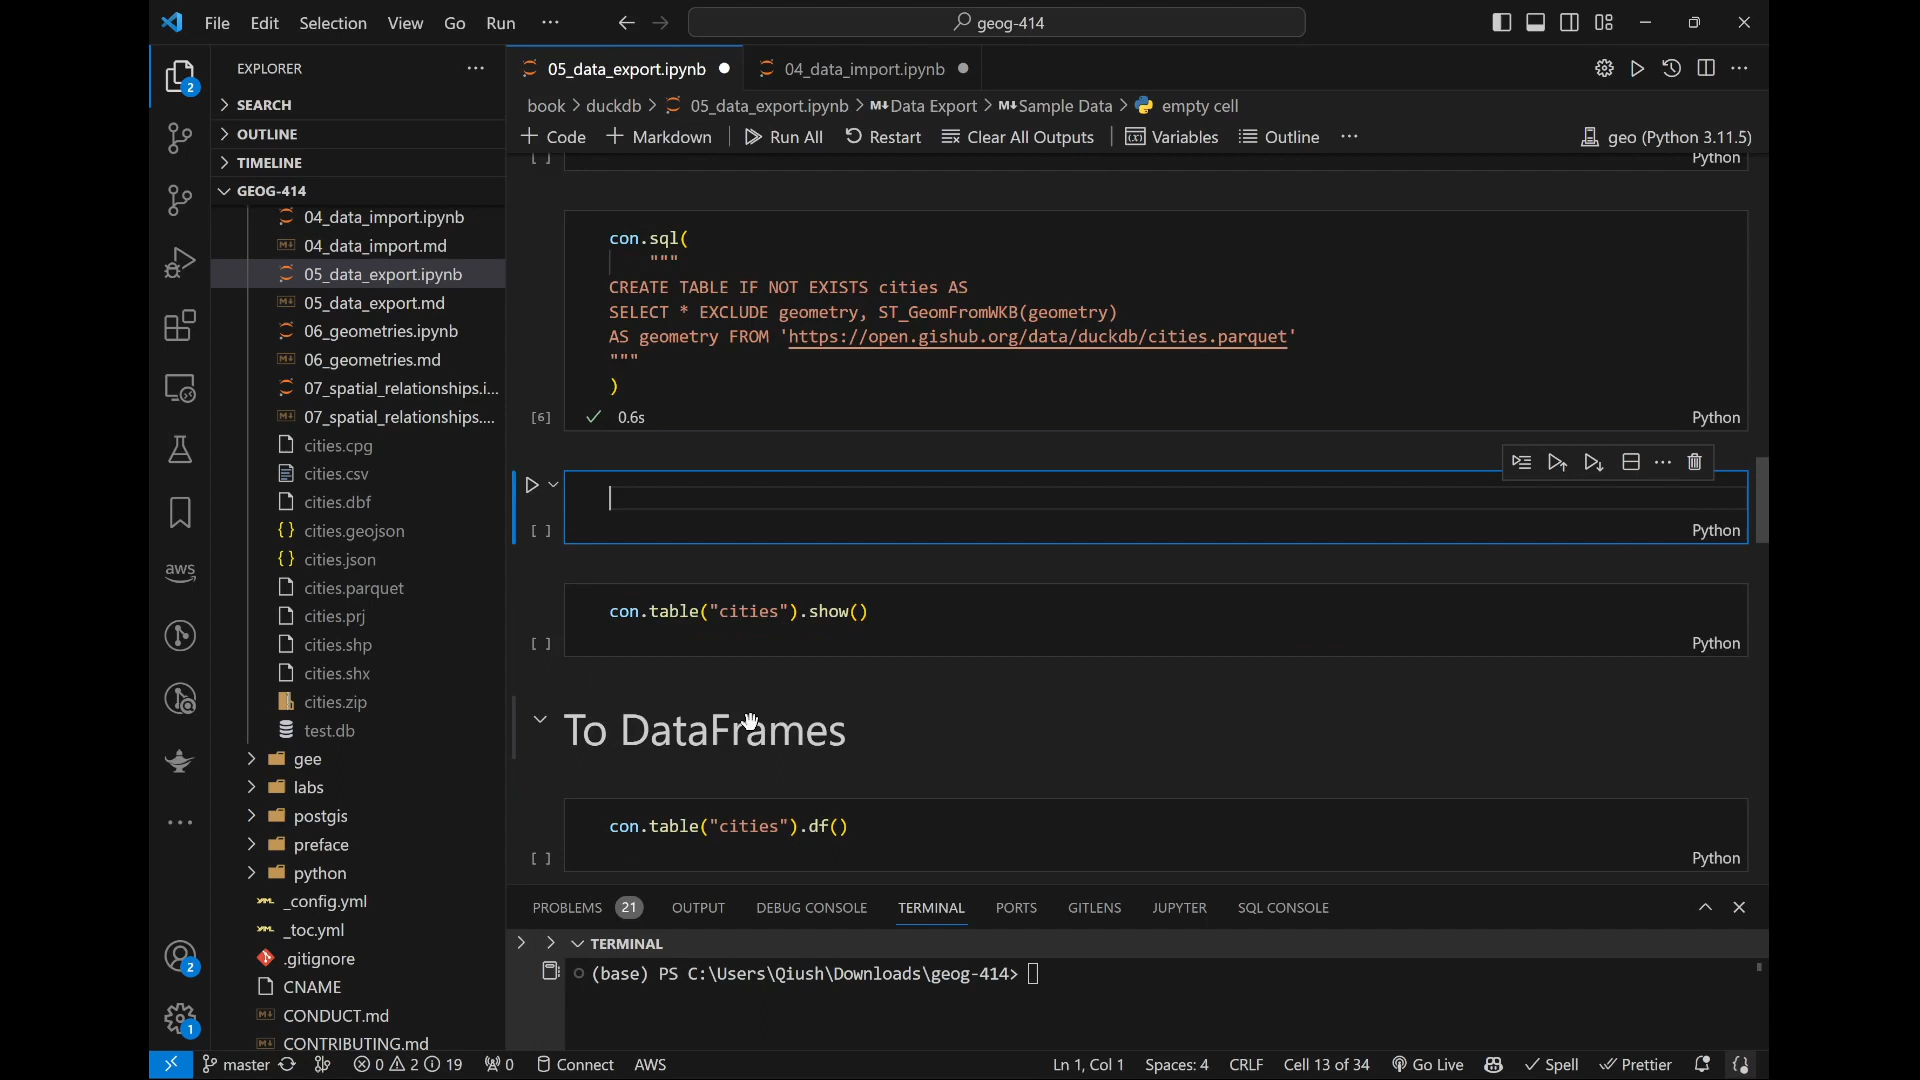 File Edit Selection View Go Run ··· geog-414
EXPLORER ···
SEARCH
OUTLINE
TIMELINE
GEOG-414
04_data_import.ipynb
04_data_import.md
05_data_export.ipynb
05_data_export.md
06_geometries.ipynb
06_geometries.md
07_spatial_relationships.i...
07_spatial_relationships....
cities.cpg
cities.csv
cities.dbf
cities.geojson
cities.json
cities.parquet
cities.prj
cities.shp
cities.shx
cities.zip
test.db
gee
labs
postgis
preface
python
_config.yml
_toc.yml
.gitignore
CNAME
CONDUCT.md
CONTRIBUTING.md
2
aws
2
1
05_data_export.ipynb 04_data_import.ipynb
book > duckdb > 05_data_export.ipynb > M↓Data Export > M↓Sample Data > empty cell
+ Code + Markdown Run All Restart Clear All Outputs Variables Outline ··· geo (Python 3.11.5)
[ ] Python
con.sql(
"""
CREATE TABLE IF NOT EXISTS cities AS
SELECT * EXCLUDE geometry, ST_GeomFromWKB(geometry)
AS geometry FROM 'https://open.gishub.org/data/duckdb/cities.parquet'
"""
)
[6] ✓ 0.6s Python
[ ] Python
con.table("cities").show()
[ ] Python
To DataFrames
con.table("cities").df()
[ ] Python
PROBLEMS 21 OUTPUT DEBUG CONSOLE TERMINAL PORTS GITLENS JUPYTER SQL CONSOLE
TERMINAL
(base) PS C:\Users\Qiush\Downloads\geog-414>
master 0 2 19 0 Connect AWS Ln 1, Col 1 Spaces: 4 CRLF Cell 13 of 34 Go Live Spell Prettier